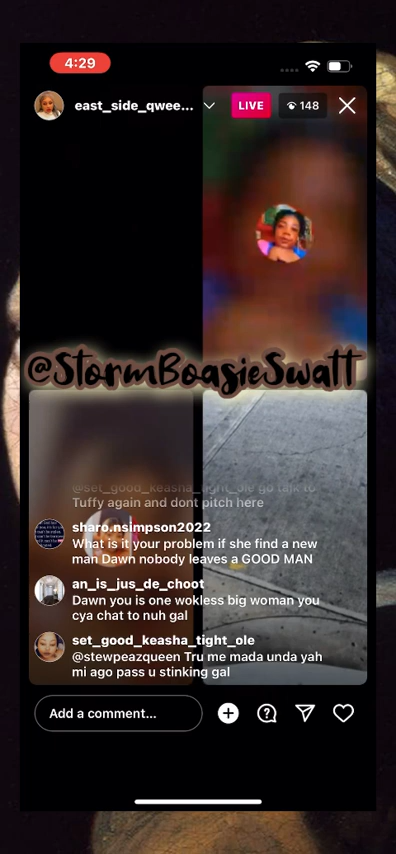 4:29
east_side_qwee...
LIVE
148
@StormBoasieSwatt
@set_good_keasha_tight_ole go talk to
Tuffy again and dont pitch here
sharo.nsimpson2022
What is it your problem if she find a new
man Dawn nobody leaves a GOOD MAN
an_is_jus_de_choot
Dawn you is one wokless big woman you
cya chat to nuh gal
set_good_keasha_tight_ole
@stewpeazqueen Tru me mada unda yah
mi ago pass u stinking gal
Add a comment...